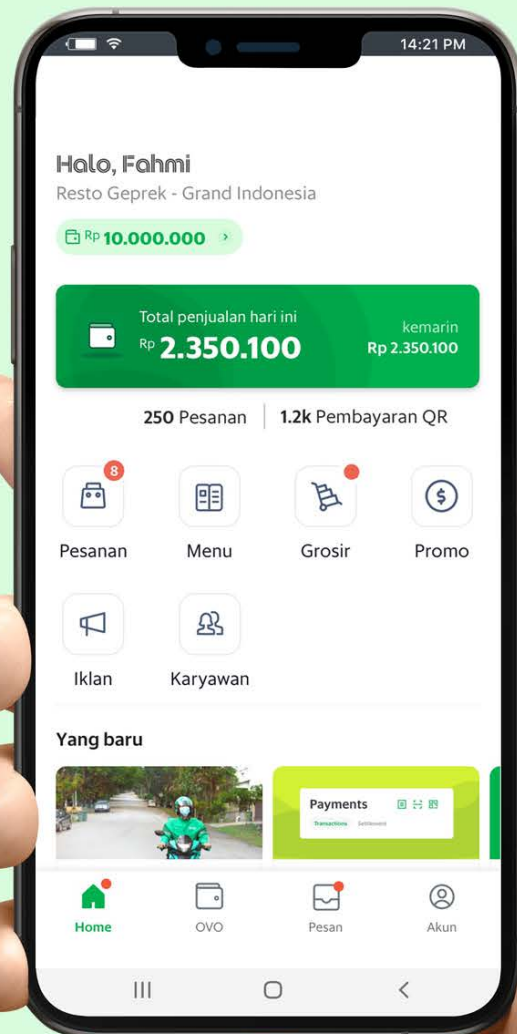 14:21 PM
Halo, Fahmi
Resto Geprek - Grand Indonesia
Rp 10.000.000
Total penjualan hari ini
Rp 2.350.100
kemarin
Rp 2.350.100
250 Pesanan
1.2k Pembayaran QR
8
Pesanan
Menu
Grosir
Promo
Iklan
Karyawan
Yang baru
Payments
Transactions Settlement
Home
OVO
Pesan
Akun